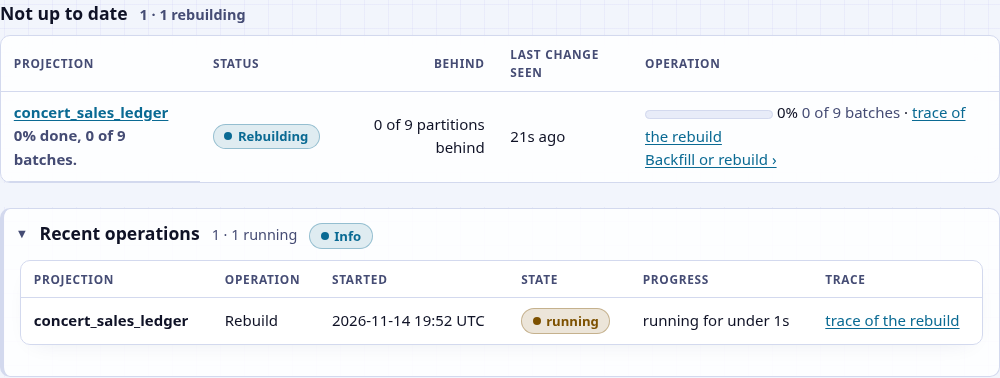 Not up to date 1 · 1 rebuilding
PROJECTION STATUS BEHIND LAST CHANGE SEEN OPERATION
concert_sales_ledger
0% done, 0 of 9 batches.
Rebuilding
0 of 9 partitions behind
21s ago
0% 0 of 9 batches · trace of the rebuild
Backfill or rebuild ›
▼ Recent operations 1 · 1 running Info
PROJECTION OPERATION STARTED STATE PROGRESS TRACE
concert_sales_ledger Rebuild 2026-11-14 19:52 UTC running running for under 1s trace of the rebuild